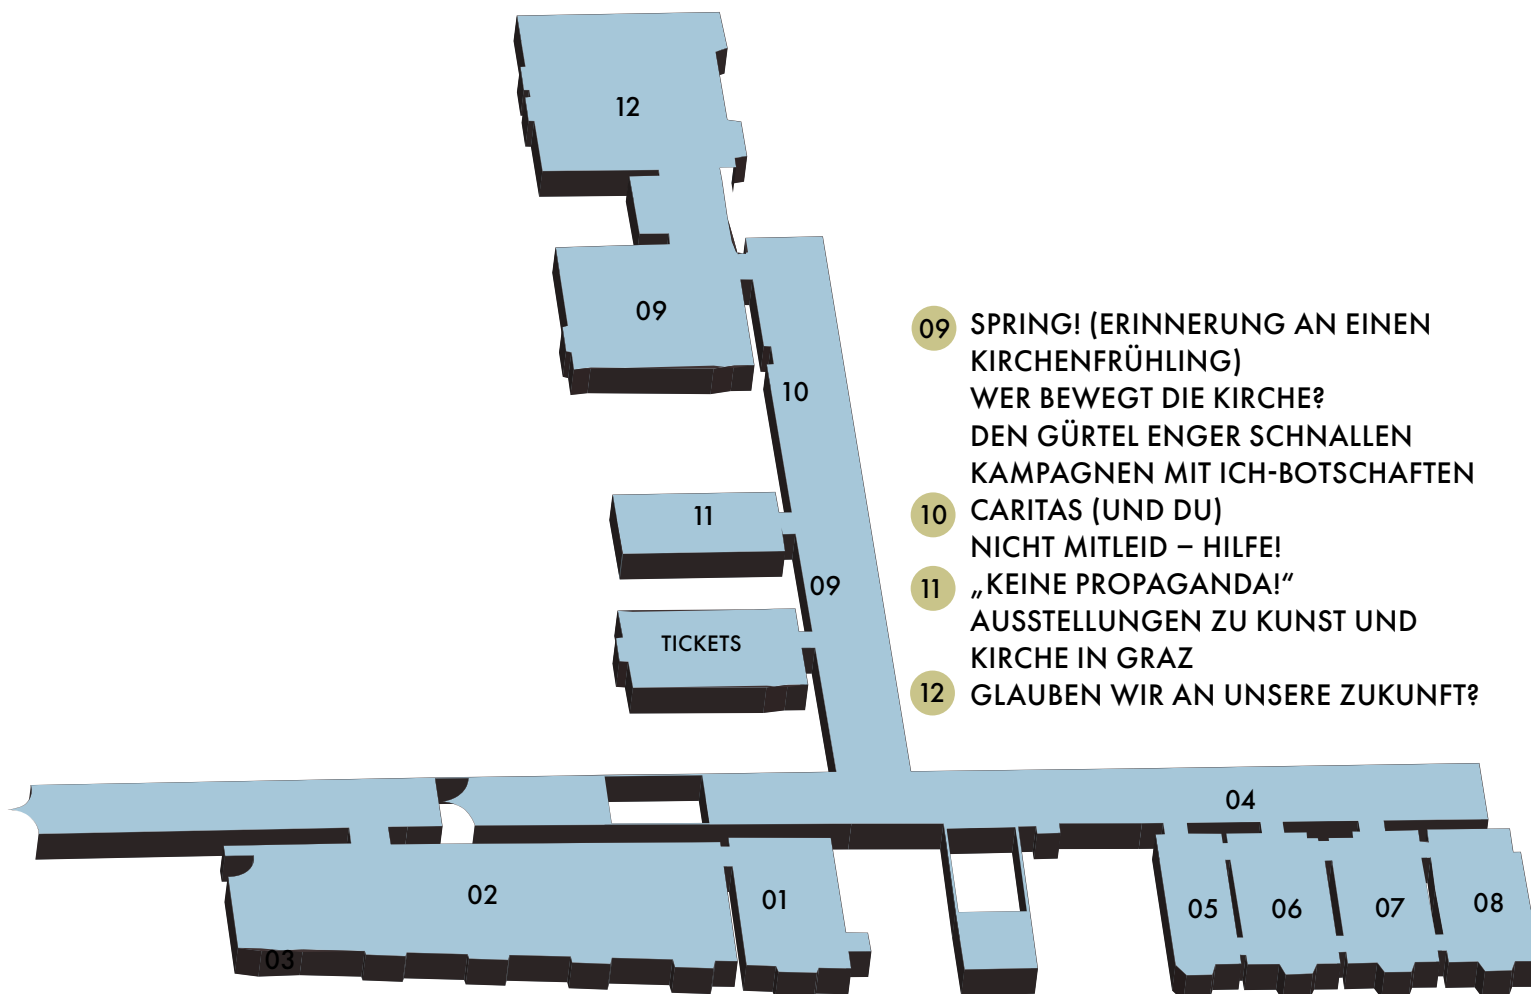 12
09
10
11
09
TICKETS
04
02
01
03
05
06
07
08
09 SPRING! (ERINNERUNG AN EINEN
KIRCHENFRÜHLING)
WER BEWEGT DIE KIRCHE?
DEN GÜRTEL ENGER SCHNALLEN
KAMPAGNEN MIT ICH-BOTSCHAFTEN
10 CARITAS (UND DU)
NICHT MITLEID – HILFE!
11 „KEINE PROPAGANDA!“
AUSSTELLUNGEN ZU KUNST UND
KIRCHE IN GRAZ
12 GLAUBEN WIR AN UNSERE ZUKUNFT?